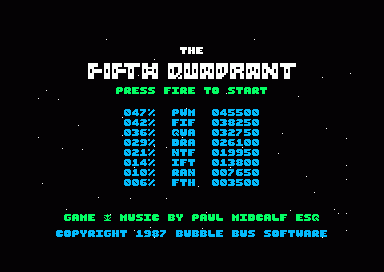 THE
FIFTH QUADRANT
PRESS FIRE TO START
047% PWM 045500
042% FIF 038250
036% QUA 032750
029% DRA 026100
021% NTF 019950
014% IFT 013800
010% RAN 007650
006% FTH 003500
GAME & MUSIC BY PAUL MIDCALF ESQ
COPYRIGHT 1987 BUBBLE BUS SOFTWARE